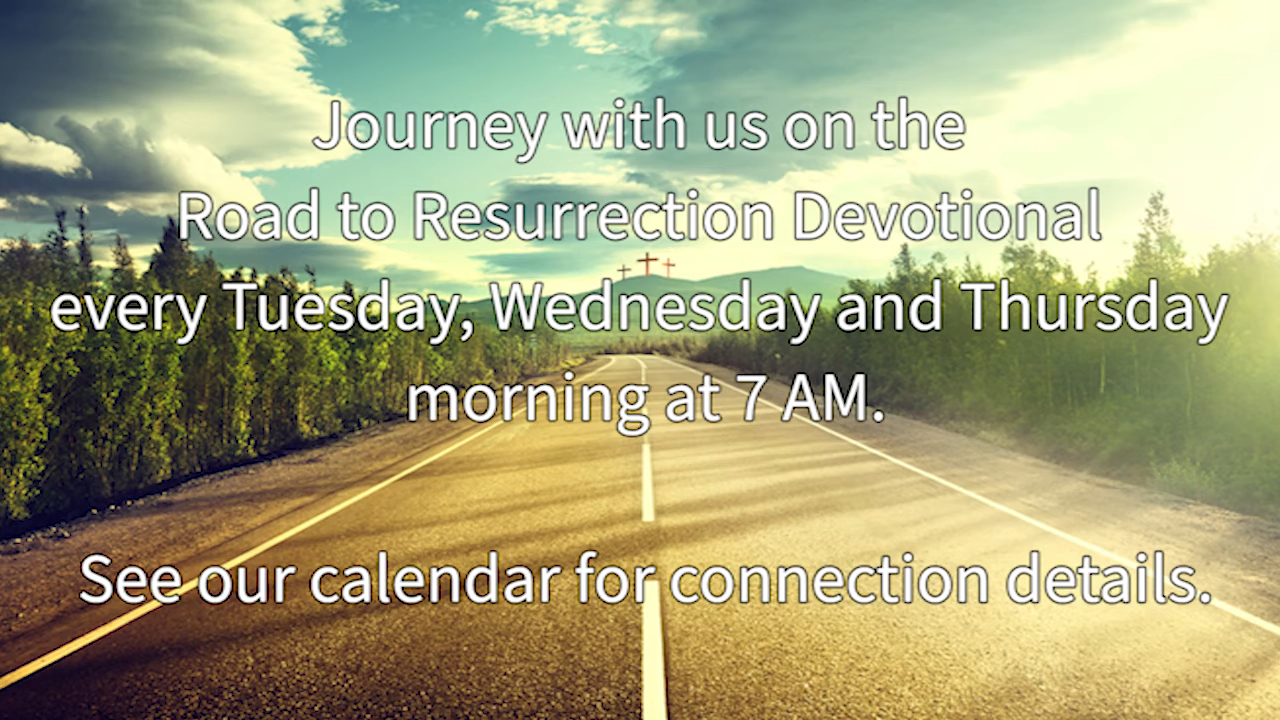 Journey with us on the
Road to Resurrection Devotional
every Tuesday, Wednesday and Thursday
morning at 7 AM.
See our calendar for connection details.